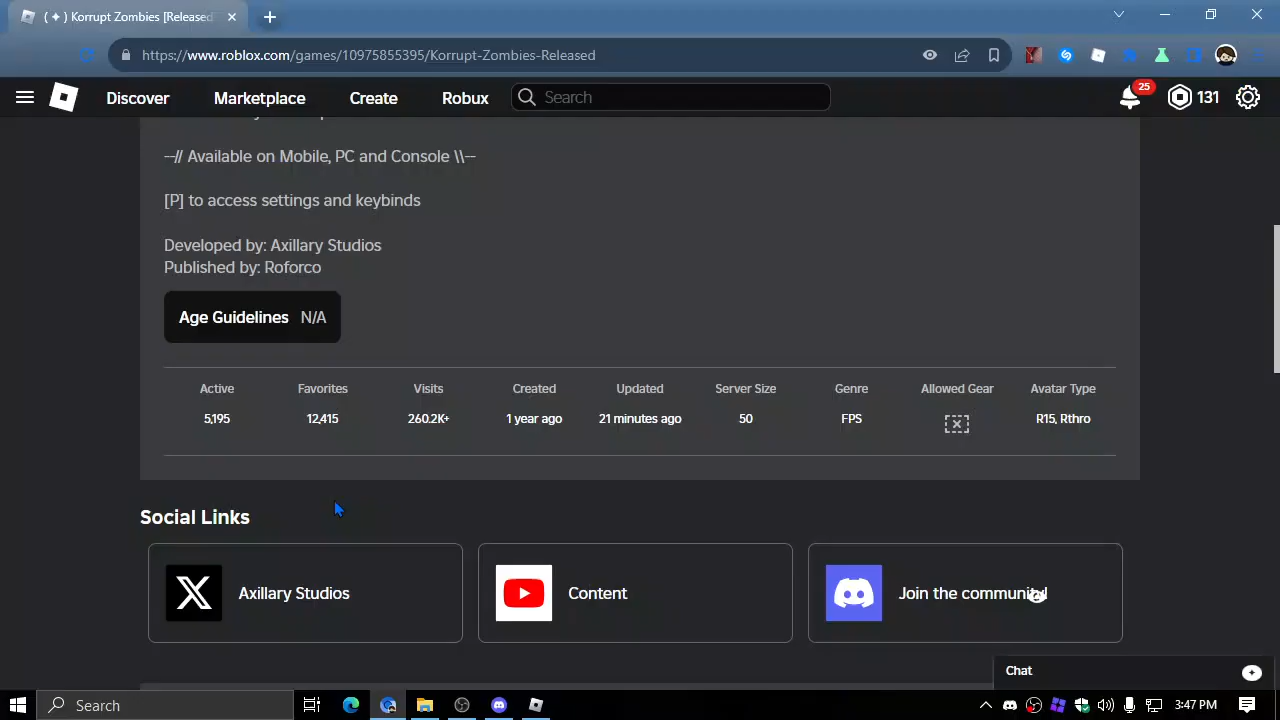 ( ✦ ) Korrupt Zombies [Released
https://www.roblox.com/games/10975855395/Korrupt-Zombies-Released
Discover
Marketplace
Create
Robux
Search
25
131
--// Available on Mobile, PC and Console \\--
[P] to access settings and keybinds
Developed by: Axillary Studios
Published by: Roforco
Age Guidelines N/A
Active Favorites Visits Created Updated Server Size Genre Allowed Gear Avatar Type
5,195 12,415 260.2K+ 1 year ago 21 minutes ago 50 FPS R15, Rthro
Social Links
Axillary Studios
Content
Join the community!
Chat
Search
3:47 PM